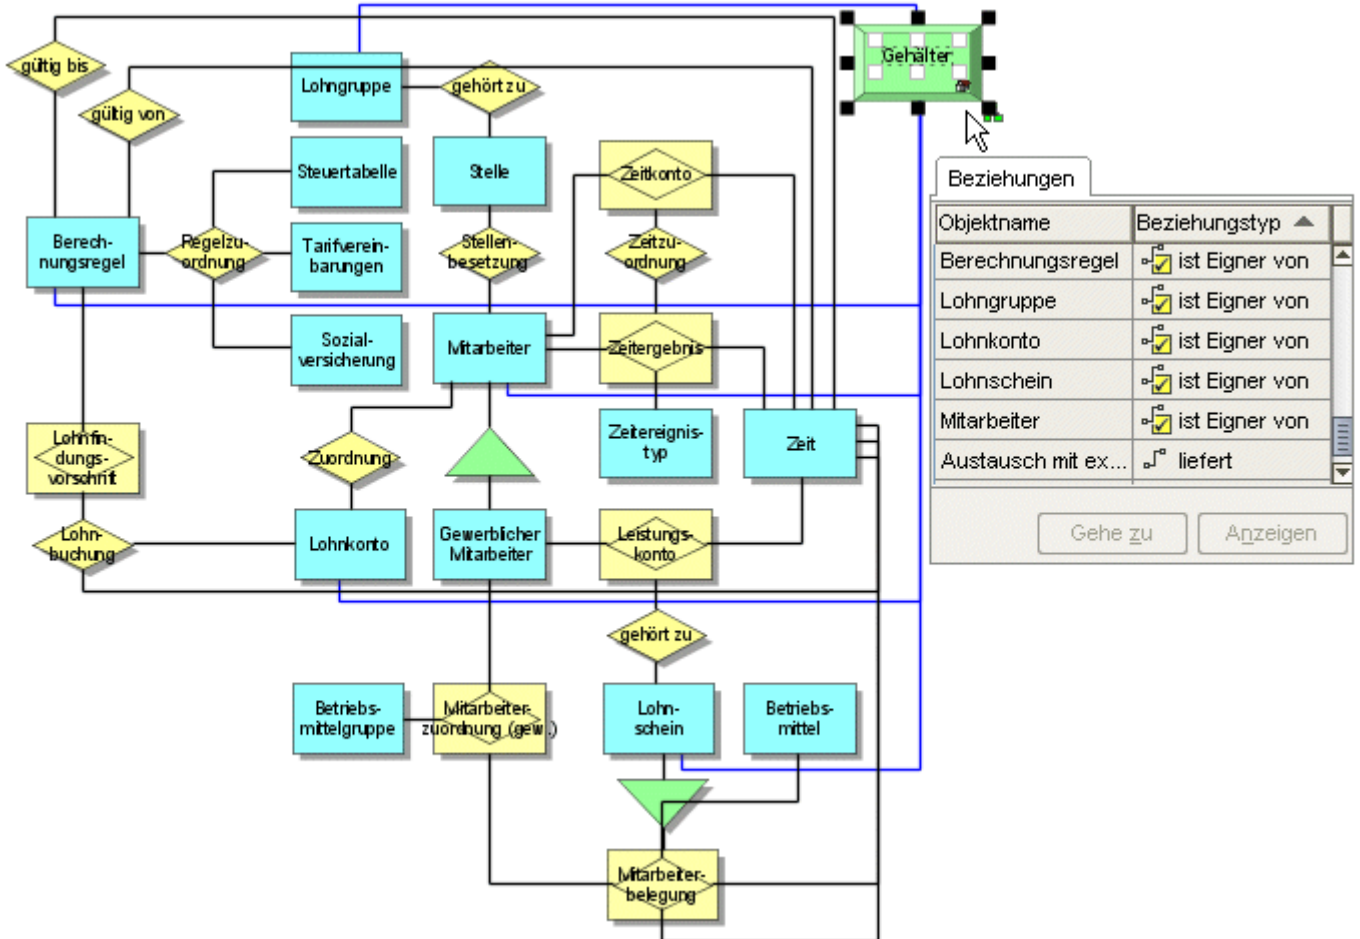 gültig bis
gültig von
Lohngruppe
gehört zu
Gehälter
Steuertabelle
Stelle
Zeitkonto
Berech-
nungsregel
Regelzu-
ordnung
Tarifverein-
barungen
Stellen-
besetzung
Zeitzu-
ordnung
Sozial-
versicherung
Mitarbeiter
Zeitergebnis
Lohnfin-
dungs-
vorschrift
Zuordnung
Zeitereignis-
typ
Zeit
Lohn-
buchung
Lohnkonto
Gewerblicher
Mitarbeiter
Leistungs-
konto
gehört zu
Betriebs-
mittelgruppe
Mitarbeiter-
zuordnung (gew.)
Lohn-
schein
Betriebs-
mittel
Mitarbeiter-
belegung
Beziehungen
Objektname Beziehungstyp
Berechnungsregel ist Eigner von
Lohngruppe ist Eigner von
Lohnkonto ist Eigner von
Lohnschein ist Eigner von
Mitarbeiter ist Eigner von
Austausch mit ex... liefert
Gehe zu Anzeigen